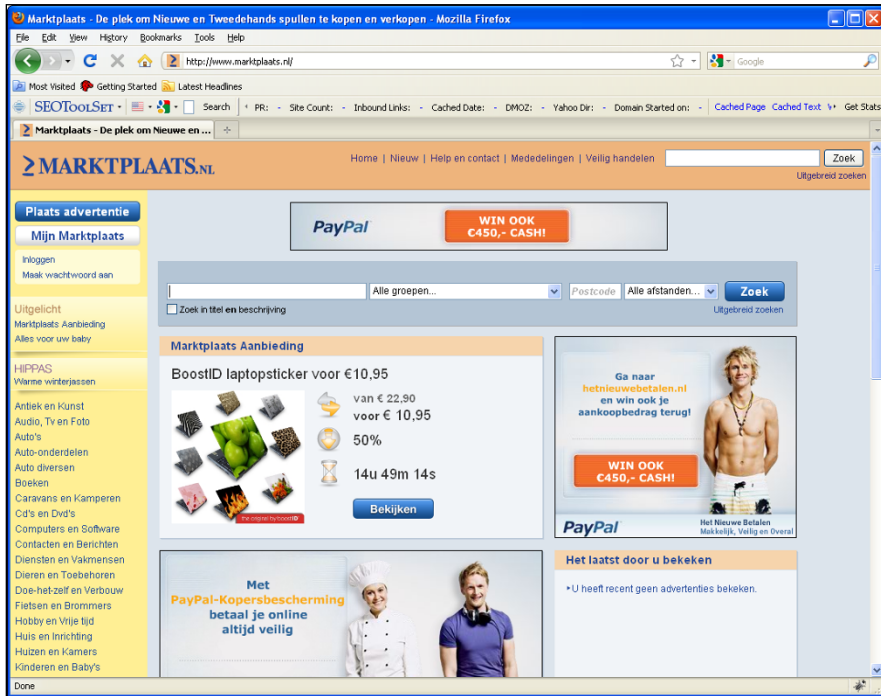 Marktplaats - De plek om Nieuwe en Tweedehands spullen te kopen en verkopen - Mozilla Firefox
File Edit View History Bookmarks Tools Help
http://www.marktplaats.nl/
Google
Most Visited Getting Started Latest Headlines
SEOToolSet Search PR: - Site Count: - Inbound Links: - Cached Date: - DMOZ: - Yahoo Dir: - Domain Started on: - Cached Page Cached Text Get Stats
Marktplaats - De plek om Nieuwe en ...
MARKTPLAATS.NL
Home | Nieuw | Help en contact | Mededelingen | Veilig handelen
Zoek
Uitgebreid zoeken
Plaats advertentie
Mijn Marktplaats
Inloggen
Maak wachtwoord aan
Uitgelicht
Marktplaats Aanbieding
Alles voor uw baby
HIPPAS
Warme winterjassen
Antiek en Kunst
Audio, Tv en Foto
Auto's
Auto-onderdelen
Auto diversen
Boeken
Caravans en Kamperen
Cd's en Dvd's
Computers en Software
Contacten en Berichten
Diensten en Vakmensen
Dieren en Toebehoren
Doe-het-zelf en Verbouw
Fietsen en Brommers
Hobby en Vrije tijd
Huis en Inrichting
Huizen en Kamers
Kinderen en Baby's
PayPal
WIN OOK
€450,- CASH!
Alle groepen...
Postcode
Alle afstanden...
Zoek
Zoek in titel en beschrijving
Uitgebreid zoeken
Marktplaats Aanbieding
BoostID laptopsticker voor €10,95
van € 22,90
voor € 10,95
50%
14u 49m 14s
Bekijken
the original by boostID
Ga naar
hetnieuwebetalen.nl
en win ook je
aankoopbedrag terug!
WIN OOK
€450,- CASH!
PayPal
Het Nieuwe Betalen
Makkelijk, Veilig en Overal
Met
PayPal-Kopersbescherming
betaal je online
altijd veilig
Het laatst door u bekeken
U heeft recent geen advertenties bekeken.
Done